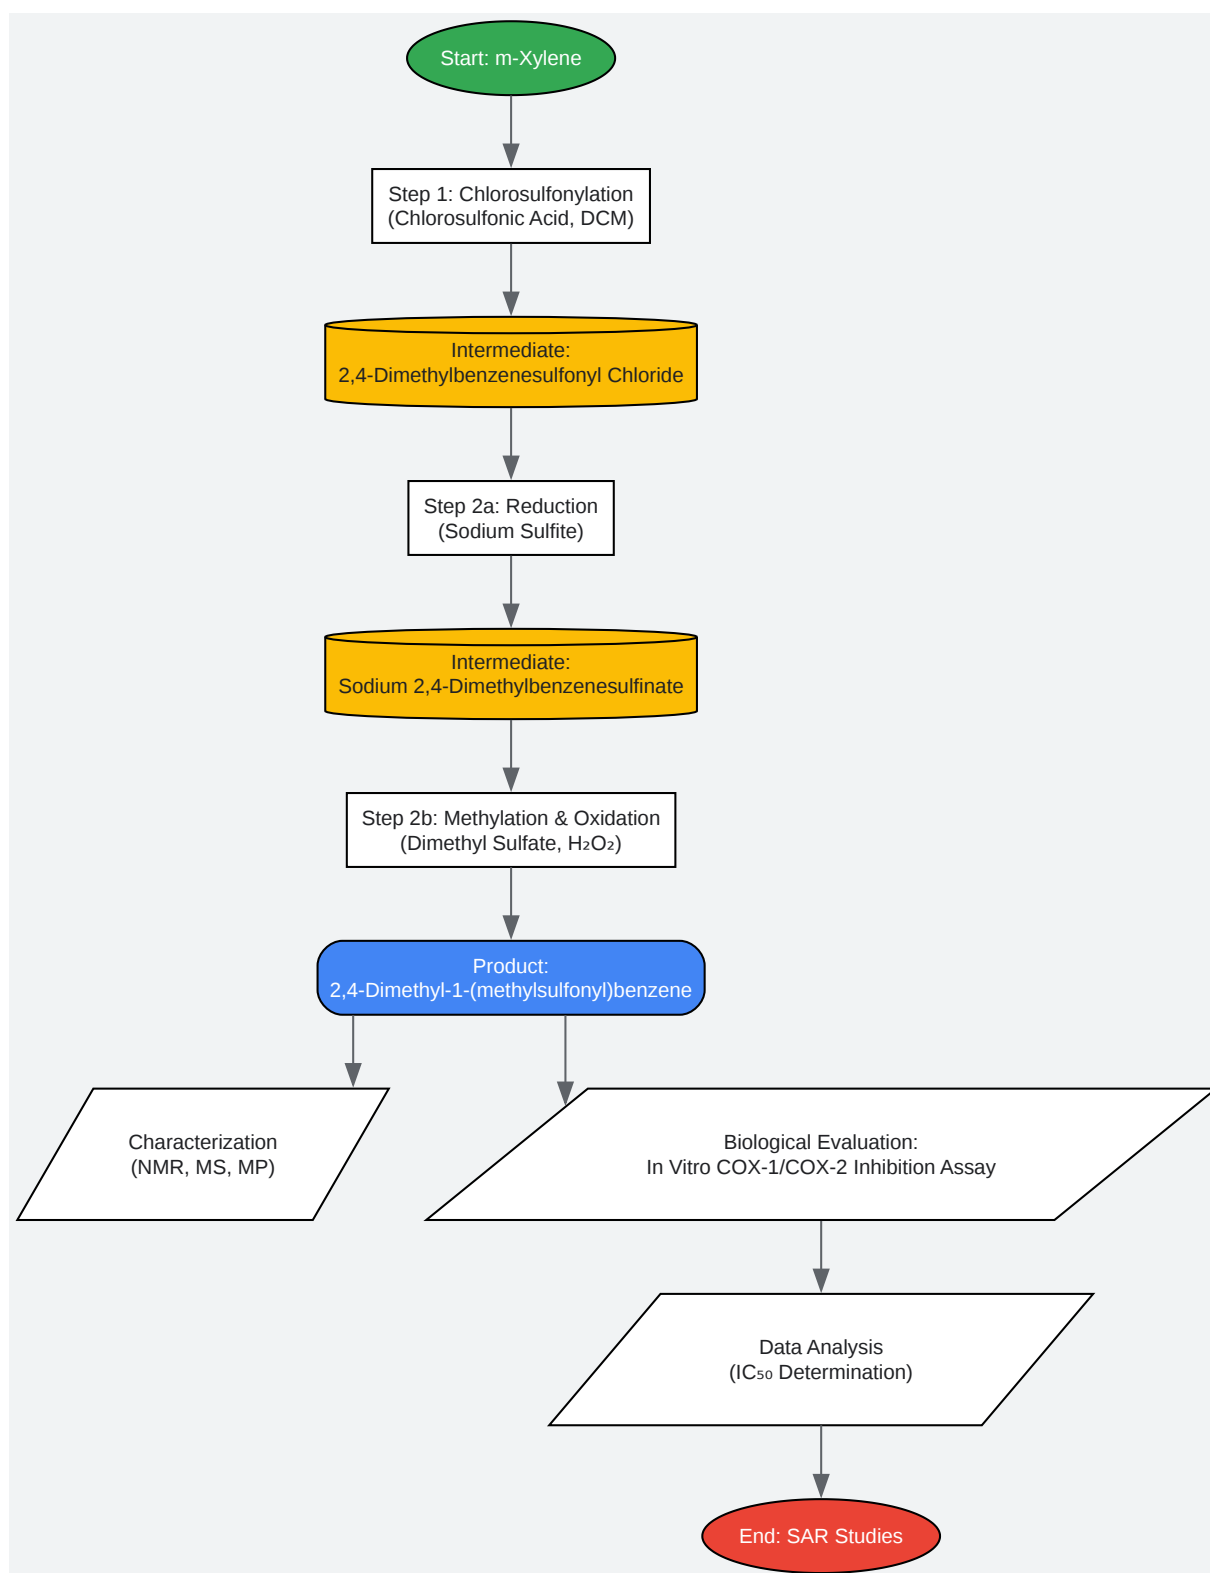 Start: m-Xylene
Step 1: Chlorosulfonylation
(Chlorosulfonic Acid, DCM)
Intermediate:
2,4-Dimethylbenzenesulfonyl Chloride
Step 2a: Reduction
(Sodium Sulfite)
Intermediate:
Sodium 2,4-Dimethylbenzenesulfinate
Step 2b: Methylation & Oxidation
(Dimethyl Sulfate, H₂O₂)
Product:
2,4-Dimethyl-1-(methylsulfonyl)benzene
Characterization
(NMR, MS, MP)
Biological Evaluation:
In Vitro COX-1/COX-2 Inhibition Assay
Data Analysis
(IC₅₀ Determination)
End: SAR Studies